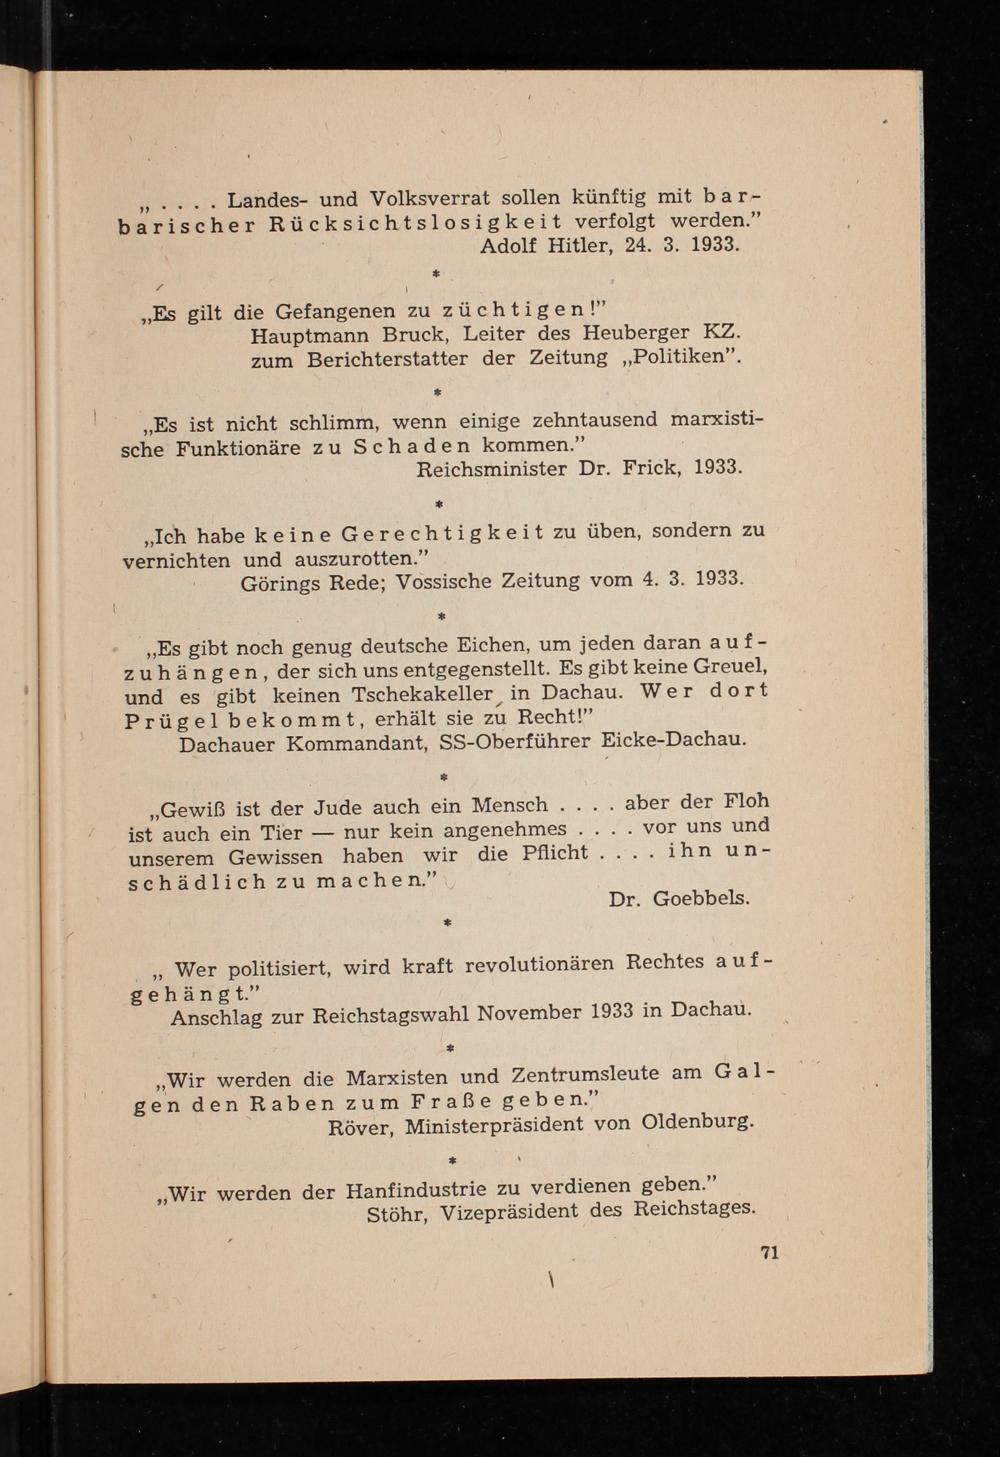 „ . . . . Landes- und Volksverrat sollen künftig mit bar-
barischer Rücksichtslosigkeit verfolgt werden.”
Adolf Hitler, 24. 3. 1933.
*
„Es gilt die Gefangenen zu züchtigen!”
Hauptmann Bruck, Leiter des Heuberger KZ.
zum Berichterstatter der Zeitung „Politiken”.
*
„Es ist nicht schlimm, wenn einige zehntausend marxisti-
sche Funktionäre zu Schaden kommen.”
Reichsminister Dr. Frick, 1933.
*
„Ich habe keine Gerechtigkeit zu üben, sondern zu
vernichten und auszurotten.”
Görings Rede; Vossische Zeitung vom 4. 3. 1933.
*
„Es gibt noch genug deutsche Eichen, um jeden daran auf-
zuhängen, der sich uns entgegenstellt. Es gibt keine Greuel,
und es gibt keinen Tschekakeller in Dachau. Wer dort
Prügel bekommt, erhält sie zu Recht!”
Dachauer Kommandant, SS-Oberführer Eicke-Dachau.
*
„Gewiß ist der Jude auch ein Mensch . . . . aber der Floh
ist auch ein Tier — nur kein angenehmes . . . . vor uns und
unserem Gewissen haben wir die Pflicht . . . . ihn un-
schädlich zu machen.”
Dr. Goebbels.
*
„ Wer politisiert, wird kraft revolutionären Rechtes auf-
gehängt.”
Anschlag zur Reichstagswahl November 1933 in Dachau.
*
„Wir werden die Marxisten und Zentrumsleute am Gal-
gen den Raben zum Fraße geben.”
Röver, Ministerpräsident von Oldenburg.
*
„Wir werden der Hanfindustrie zu verdienen geben.”
Stöhr, Vizepräsident des Reichstages.
71